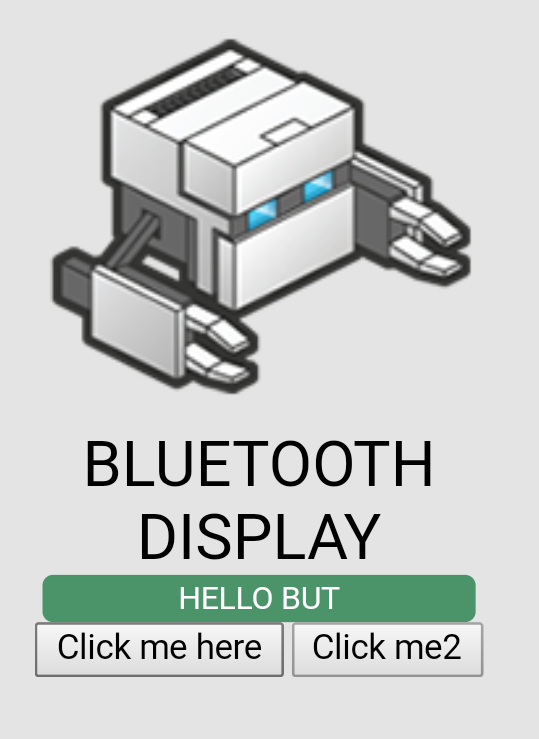 BLUETOOTH
DISPLAY
HELLO BUT
Click me here Click me2